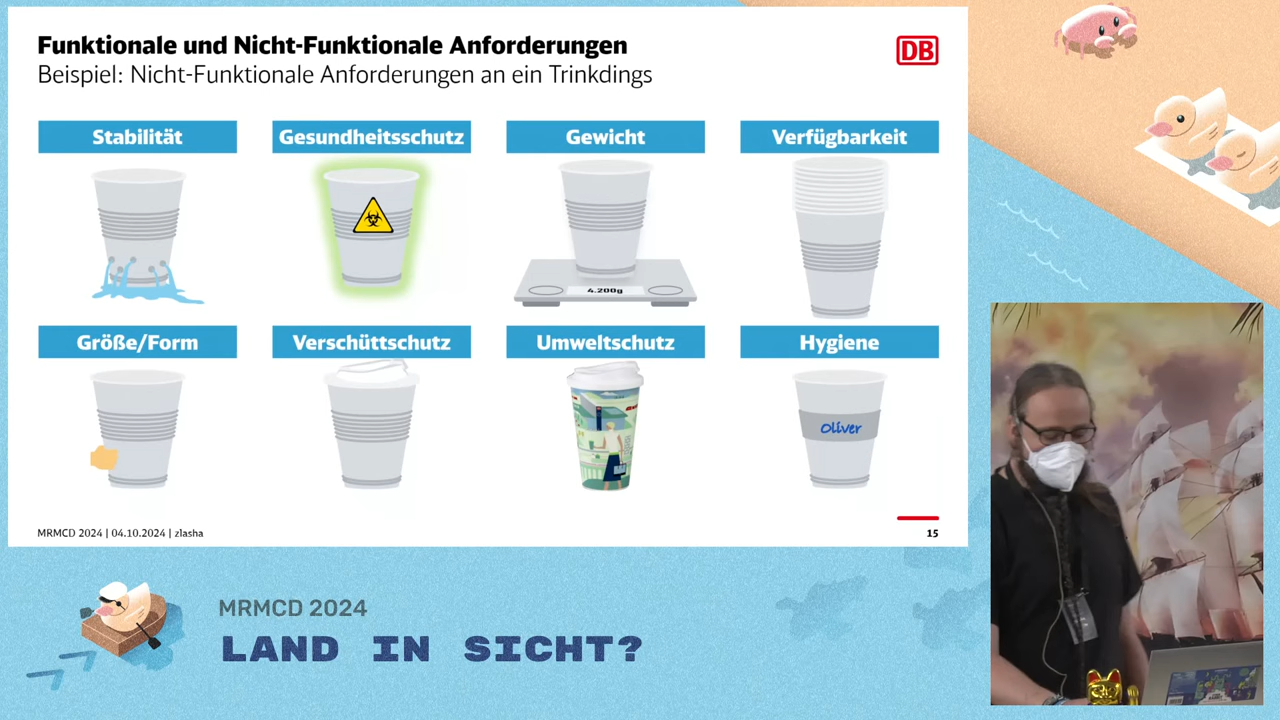 Funktionale und Nicht-Funktionale Anforderungen
DB
Beispiel: Nicht-Funktionale Anforderungen an ein Trinkdings
Stabilität
Gesundheitsschutz
Gewicht
Verfügbarkeit
4.200g
Größe/Form
Verschüttschutz
Umweltschutz
Hygiene
Oliver
MRMCD 2024 | 04.10.2024 | zlasha
15
MRMCD 2024
LAND IN SICHT?